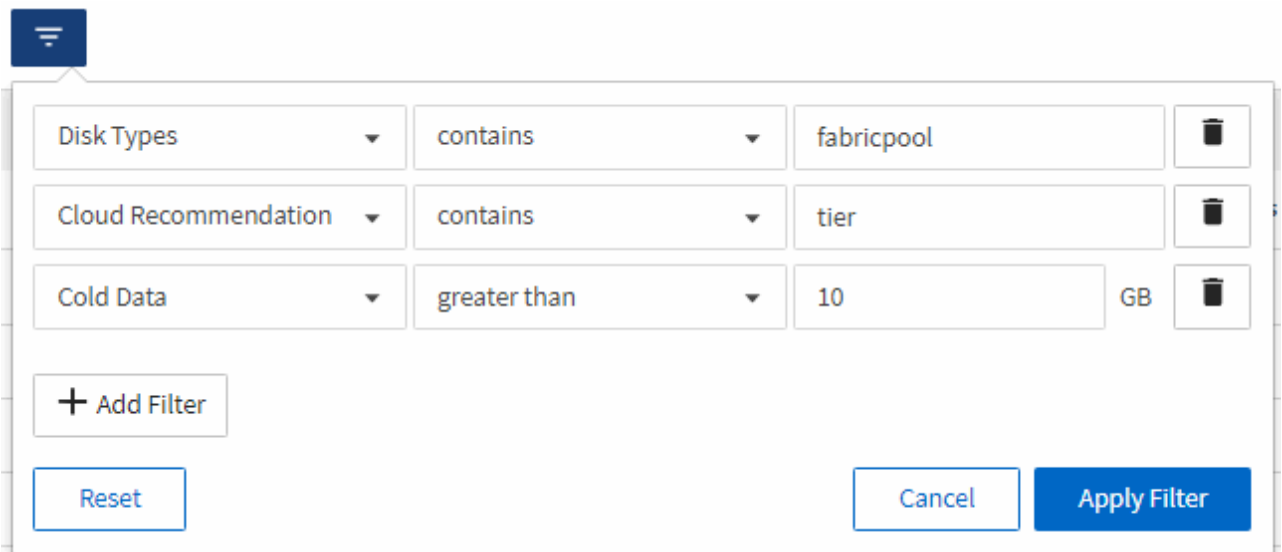 Disk Types contains fabricpool
Cloud Recommendation contains tier
Cold Data greater than 10 GB
Add Filter
Reset Cancel Apply Filter